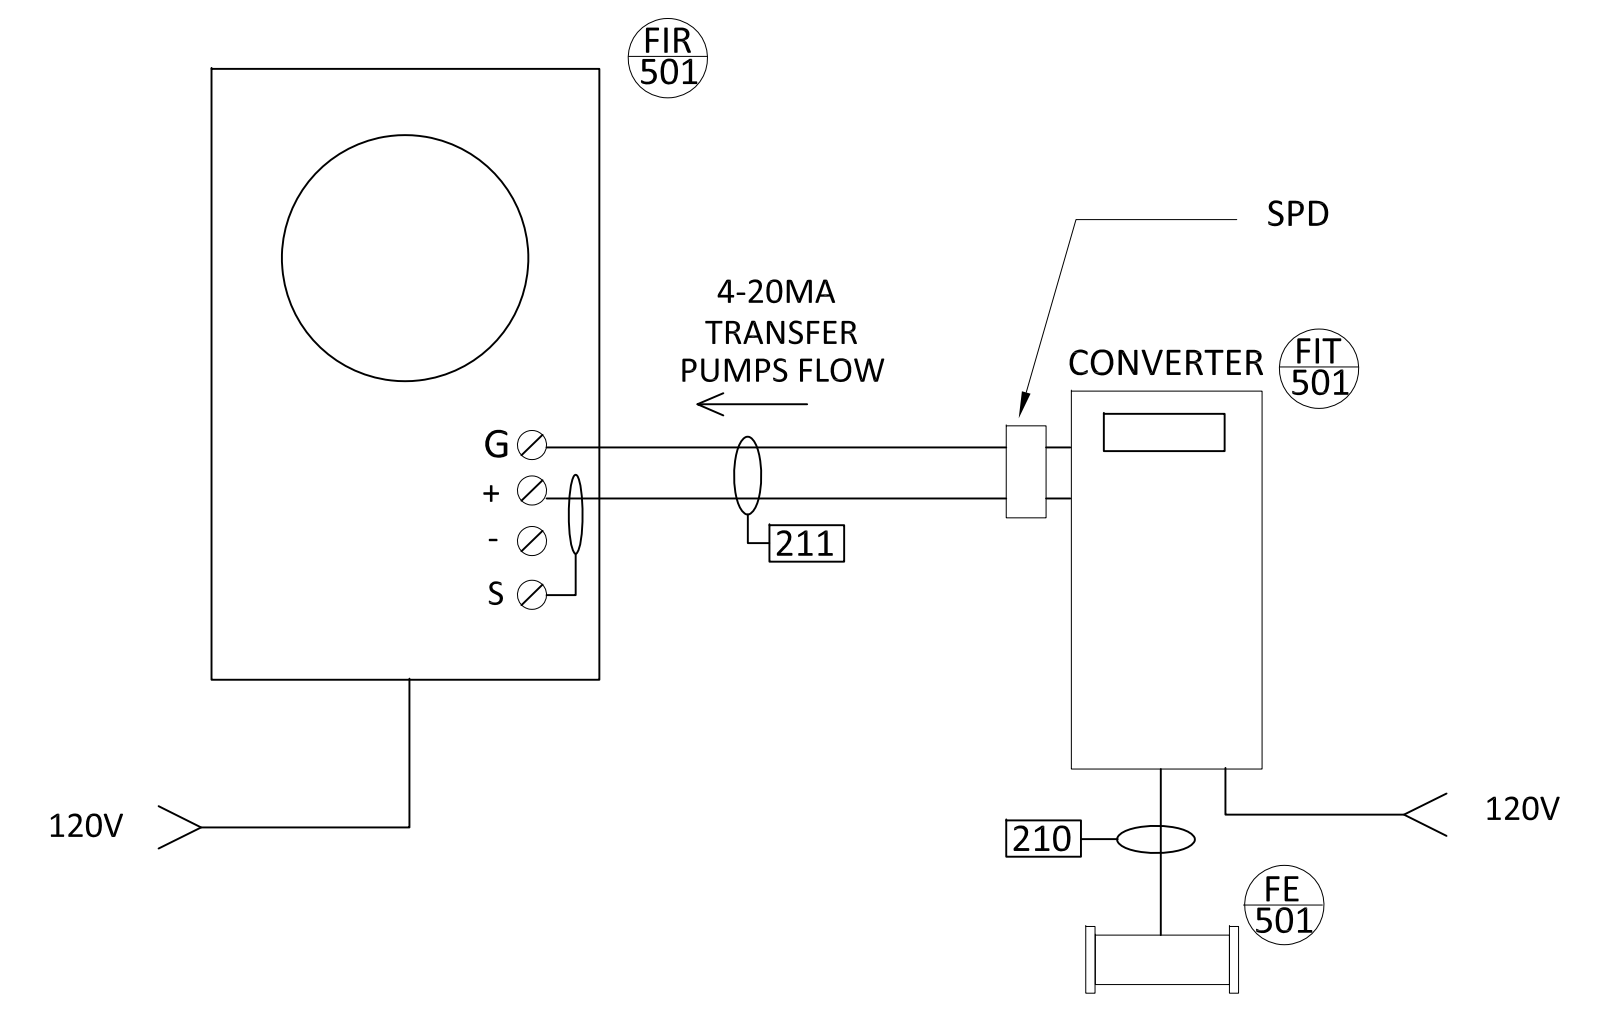 FIR
501
SPD
4-20MA
TRANSFER
PUMPS FLOW
CONVERTER
FIT
501
G
+
-
S
211
120V
120V
210
FE
501